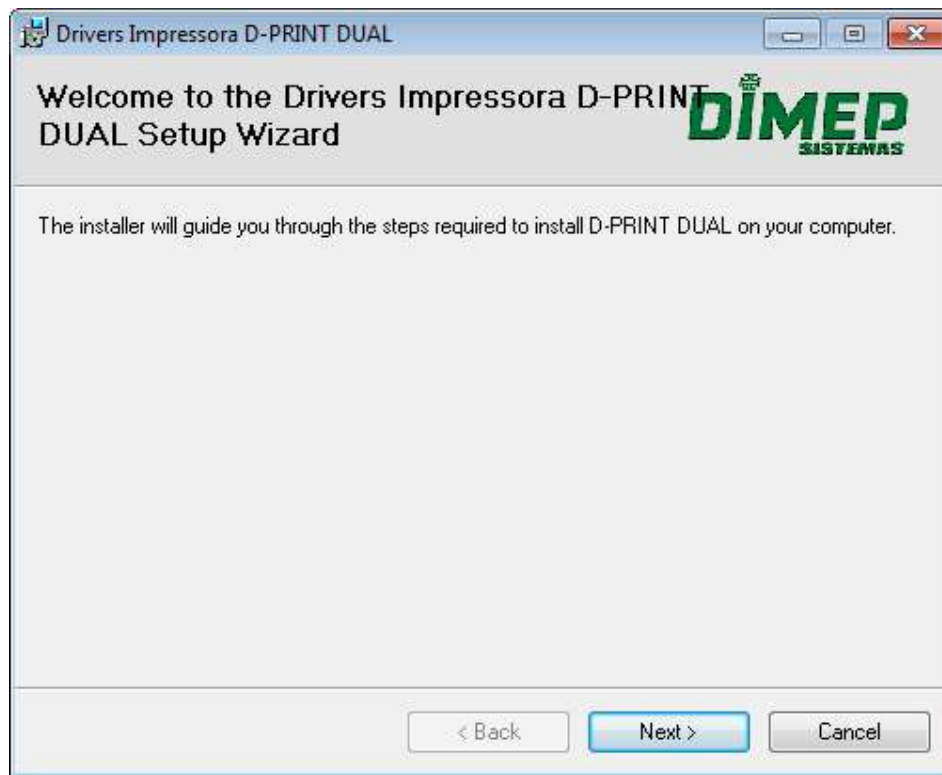 Drivers Impressora D-PRINT DUAL
Welcome to the Drivers Impressora D-PRINT
DUAL Setup Wizard
DIMEP
SISTEMAS
The installer will guide you through the steps required to install D-PRINT DUAL on your computer.
< Back
Next >
Cancel